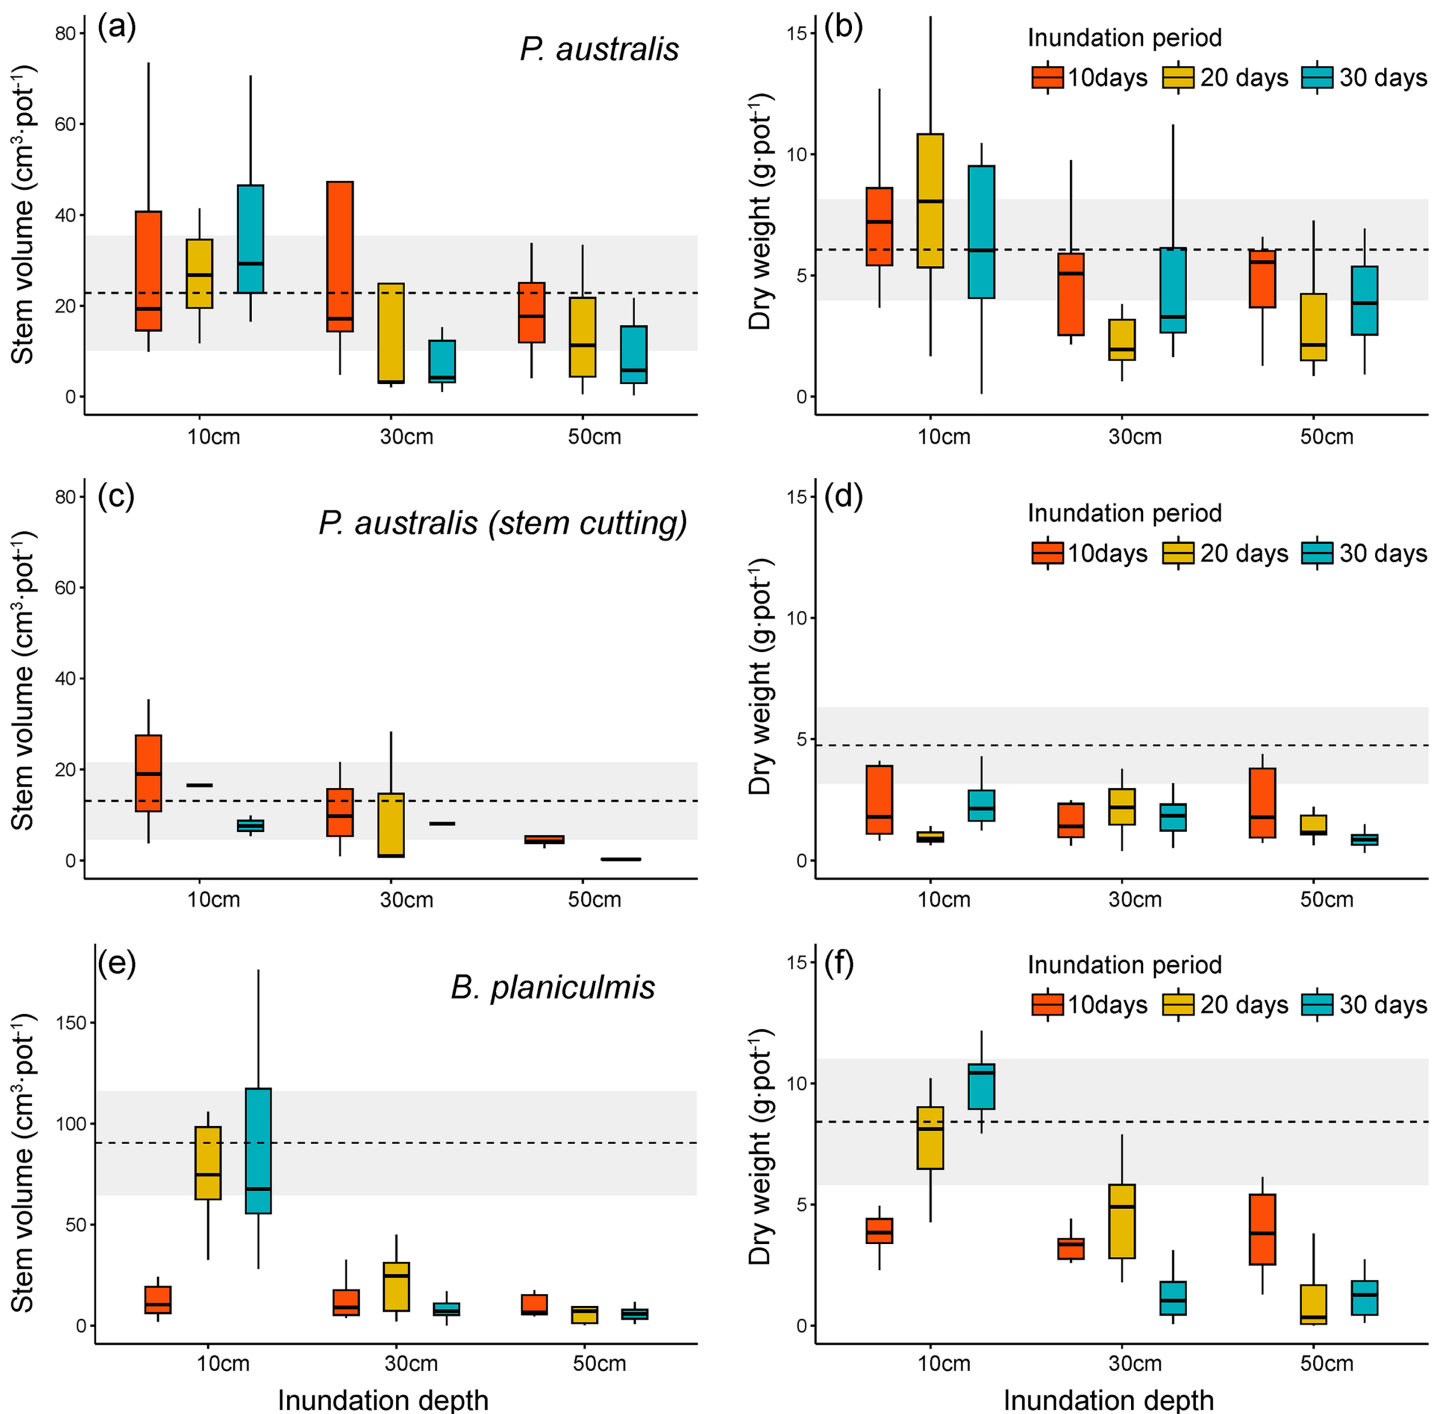 (a)
P. australis
Stem volume (cm³·pot⁻¹)
80
60
40
20
0
10cm
30cm
50cm
(b)
Inundation period
10days
20 days
30 days
Dry weight (g·pot⁻¹)
15
10
5
0
10cm
30cm
50cm
(c)
P. australis (stem cutting)
Stem volume (cm³·pot⁻¹)
80
60
40
20
0
10cm
30cm
50cm
(d)
Inundation period
10days
20 days
30 days
Dry weight (g·pot⁻¹)
15
10
5
0
10cm
30cm
50cm
(e)
B. planiculmis
Stem volume (cm³·pot⁻¹)
150
100
50
0
10cm
30cm
50cm
Inundation depth
(f)
Inundation period
10days
20 days
30 days
Dry weight (g·pot⁻¹)
15
10
5
0
10cm
30cm
50cm
Inundation depth